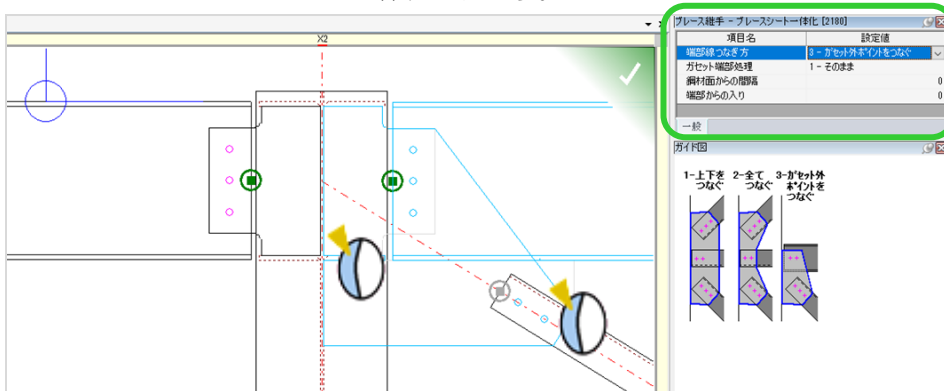 X2
ブレース継手 - ブレースシート一体化 [2180]
項目名 設定値
端部線つなぎ方 3 - ガセット外ポイントをつなぐ
ガセット端部処理 1 - そのまま
鋼材面からの間隔 0
端部からの入り 0
一般
ガイド図
1-上下を つなぐ
2-全て つなぐ
3-ガセット外 ポイントを つなぐ